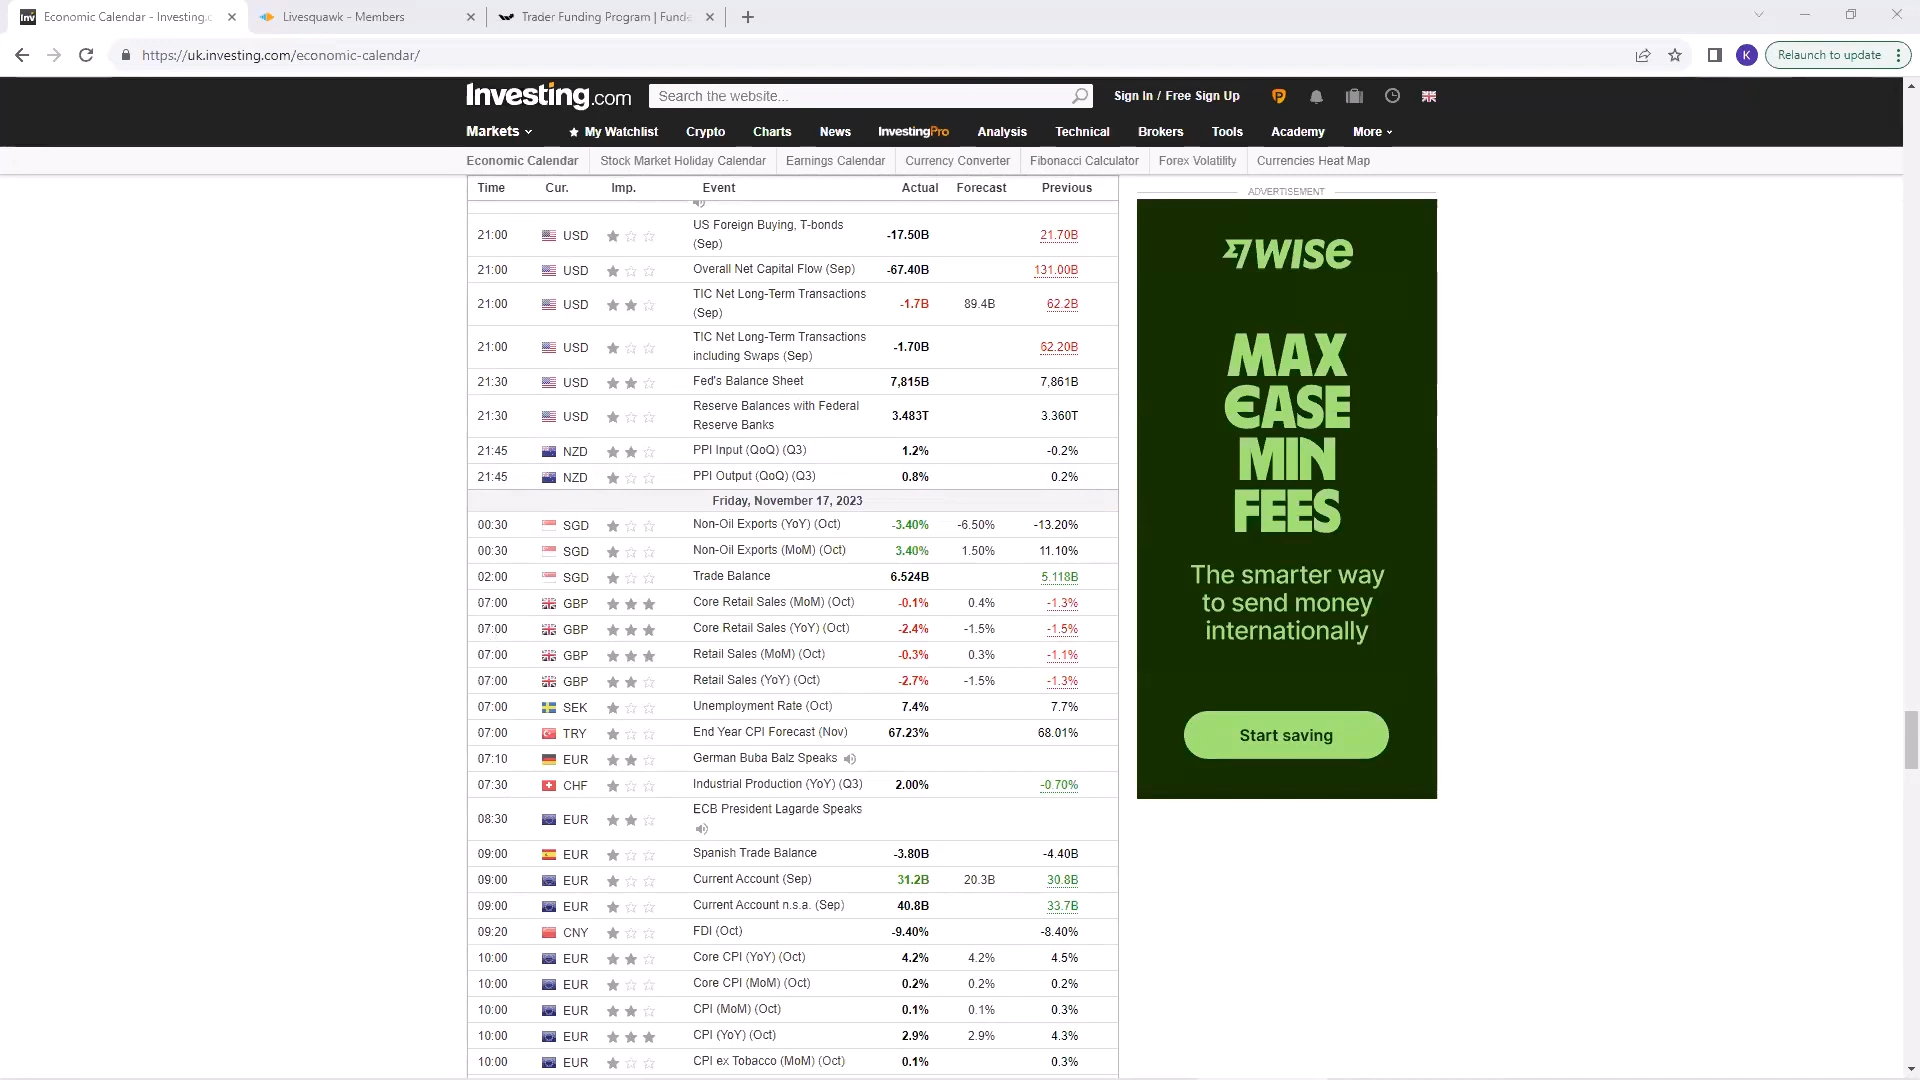 Economic Calendar - Investing.c
Livesquawk - Members
Trader Funding Program | Funde
https://uk.investing.com/economic-calendar/
K
Relaunch to update
Investing.com
Search the website...
Sign In / Free Sign Up
Markets
My Watchlist
Crypto
Charts
News
InvestingPro
Analysis
Technical
Brokers
Tools
Academy
More
Economic Calendar
Stock Market Holiday Calendar
Earnings Calendar
Currency Converter
Fibonacci Calculator
Forex Volatility
Currencies Heat Map
Time Cur. Imp. Event Actual Forecast Previous
21:00 USD US Foreign Buying, T-bonds (Sep) -17.50B 21.70B
21:00 USD Overall Net Capital Flow (Sep) -67.40B 131.00B
21:00 USD TIC Net Long-Term Transactions (Sep) -1.7B 89.4B 62.2B
21:00 USD TIC Net Long-Term Transactions including Swaps (Sep) -1.70B 62.20B
21:30 USD Fed's Balance Sheet 7,815B 7,861B
21:30 USD Reserve Balances with Federal Reserve Banks 3.483T 3.360T
21:45 NZD PPI Input (QoQ) (Q3) 1.2% -0.2%
21:45 NZD PPI Output (QoQ) (Q3) 0.8% 0.2%
Friday, November 17, 2023
00:30 SGD Non-Oil Exports (YoY) (Oct) -3.40% -6.50% -13.20%
00:30 SGD Non-Oil Exports (MoM) (Oct) 3.40% 1.50% 11.10%
02:00 SGD Trade Balance 6.524B 5.118B
07:00 GBP Core Retail Sales (MoM) (Oct) -0.1% 0.4% -1.3%
07:00 GBP Core Retail Sales (YoY) (Oct) -2.4% -1.5% -1.5%
07:00 GBP Retail Sales (MoM) (Oct) -0.3% 0.3% -1.1%
07:00 GBP Retail Sales (YoY) (Oct) -2.7% -1.5% -1.3%
07:00 SEK Unemployment Rate (Oct) 7.4% 7.7%
07:00 TRY End Year CPI Forecast (Nov) 67.23% 68.01%
07:10 EUR German Buba Balz Speaks
07:30 CHF Industrial Production (YoY) (Q3) 2.00% -0.70%
08:30 EUR ECB President Lagarde Speaks
09:00 EUR Spanish Trade Balance -3.80B -4.40B
09:00 EUR Current Account (Sep) 31.2B 20.3B 30.8B
09:00 EUR Current Account n.s.a. (Sep) 40.8B 33.7B
09:20 CNY FDI (Oct) -9.40% -8.40%
10:00 EUR Core CPI (YoY) (Oct) 4.2% 4.2% 4.5%
10:00 EUR Core CPI (MoM) (Oct) 0.2% 0.2% 0.2%
10:00 EUR CPI (MoM) (Oct) 0.1% 0.1% 0.3%
10:00 EUR CPI (YoY) (Oct) 2.9% 2.9% 4.3%
10:00 EUR CPI ex Tobacco (MoM) (Oct) 0.1% 0.3%
ADVERTISEMENT
WISE
MAX
EASE
MIN
FEES
The smarter way
to send money
internationally
Start saving